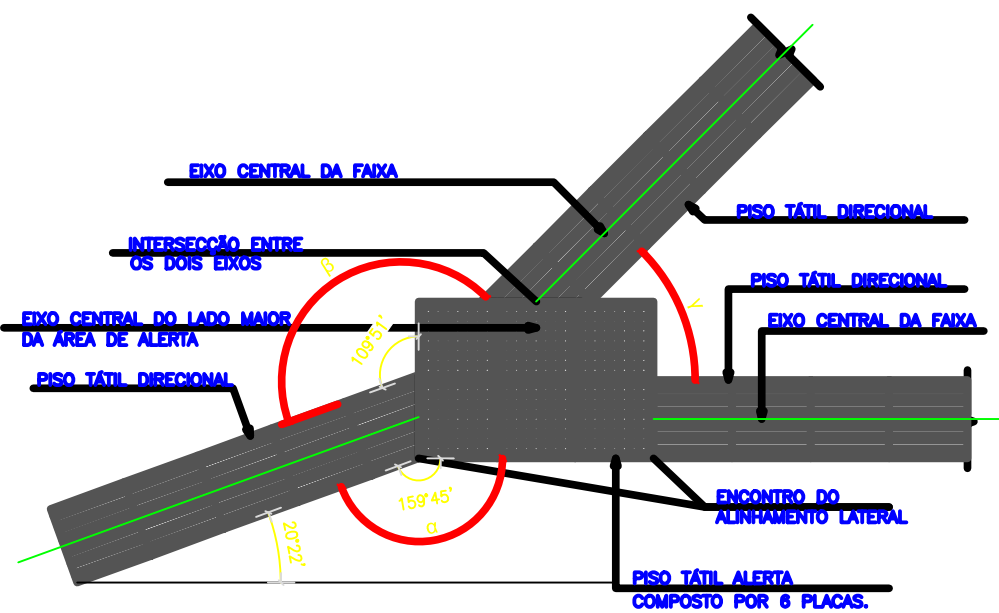 EIXO CENTRAL DA FAIXA
PISO TÁTIL DIRECIONAL
INTERSECÇÃO ENTRE
OS DOIS EIXOS
β
PISO TÁTIL DIRECIONAL
γ
EIXO CENTRAL DO LADO MAIOR
DA ÁREA DE ALERTA
EIXO CENTRAL DA FAIXA
109°51'
PISO TÁTIL DIRECIONAL
159°45'
α
ENCONTRO DO
ALINHAMENTO LATERAL
20°22'
PISO TÁTIL ALERTA
COMPOSTO POR 6 PLACAS.